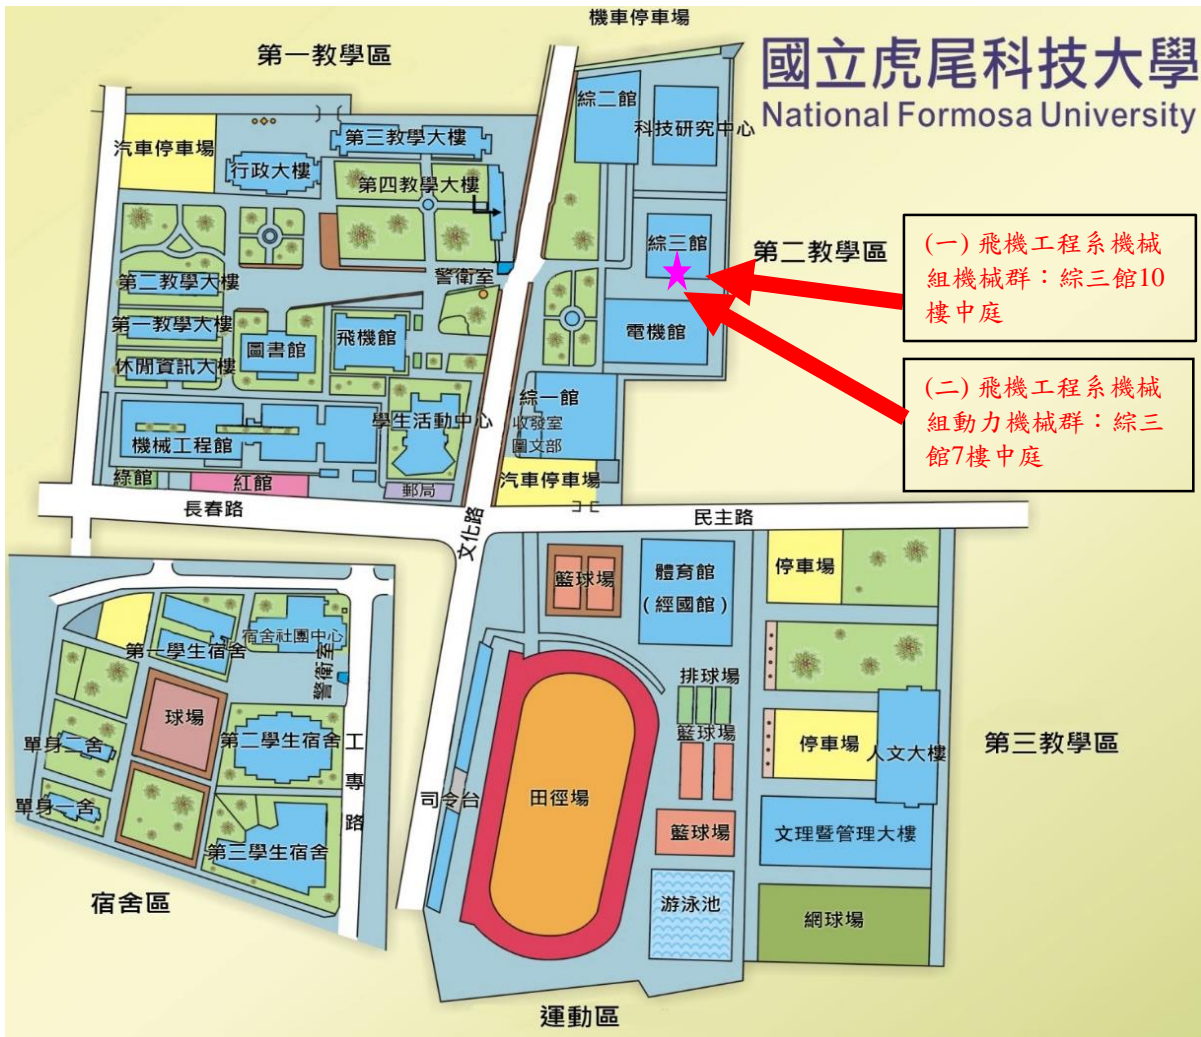 機車停車場
國立虎尾科技大學
National Formosa University
第一教學區
綜二館
科技研究中心
汽車停車場
第三教學大樓
行政大樓
第四教學大樓
綜三館
第二教學區
(一) 飛機工程系機械
組機械群：綜三館10
樓中庭
警衛室
第二教學大樓
第一教學大樓
圖書館
飛機館
電機館
休閒資訊大樓
(二) 飛機工程系機械
組動力機械群：綜三
館7樓中庭
綜一館
收發室
圖文部
學生活動中心
機械工程館
汽車停車場
綠館
紅館
郵局
長春路
文化路
民主路
籃球場
體育館
(經國館)
停車場
宿舍社團中心
第一學生宿舍
警衛室
排球場
球場
籃球場
第二學生宿舍
工專路
單身二舍
停車場
人文大樓
第三教學區
單身一舍
司令台
田徑場
籃球場
文理暨管理大樓
第三學生宿舍
宿舍區
游泳池
網球場
運動區